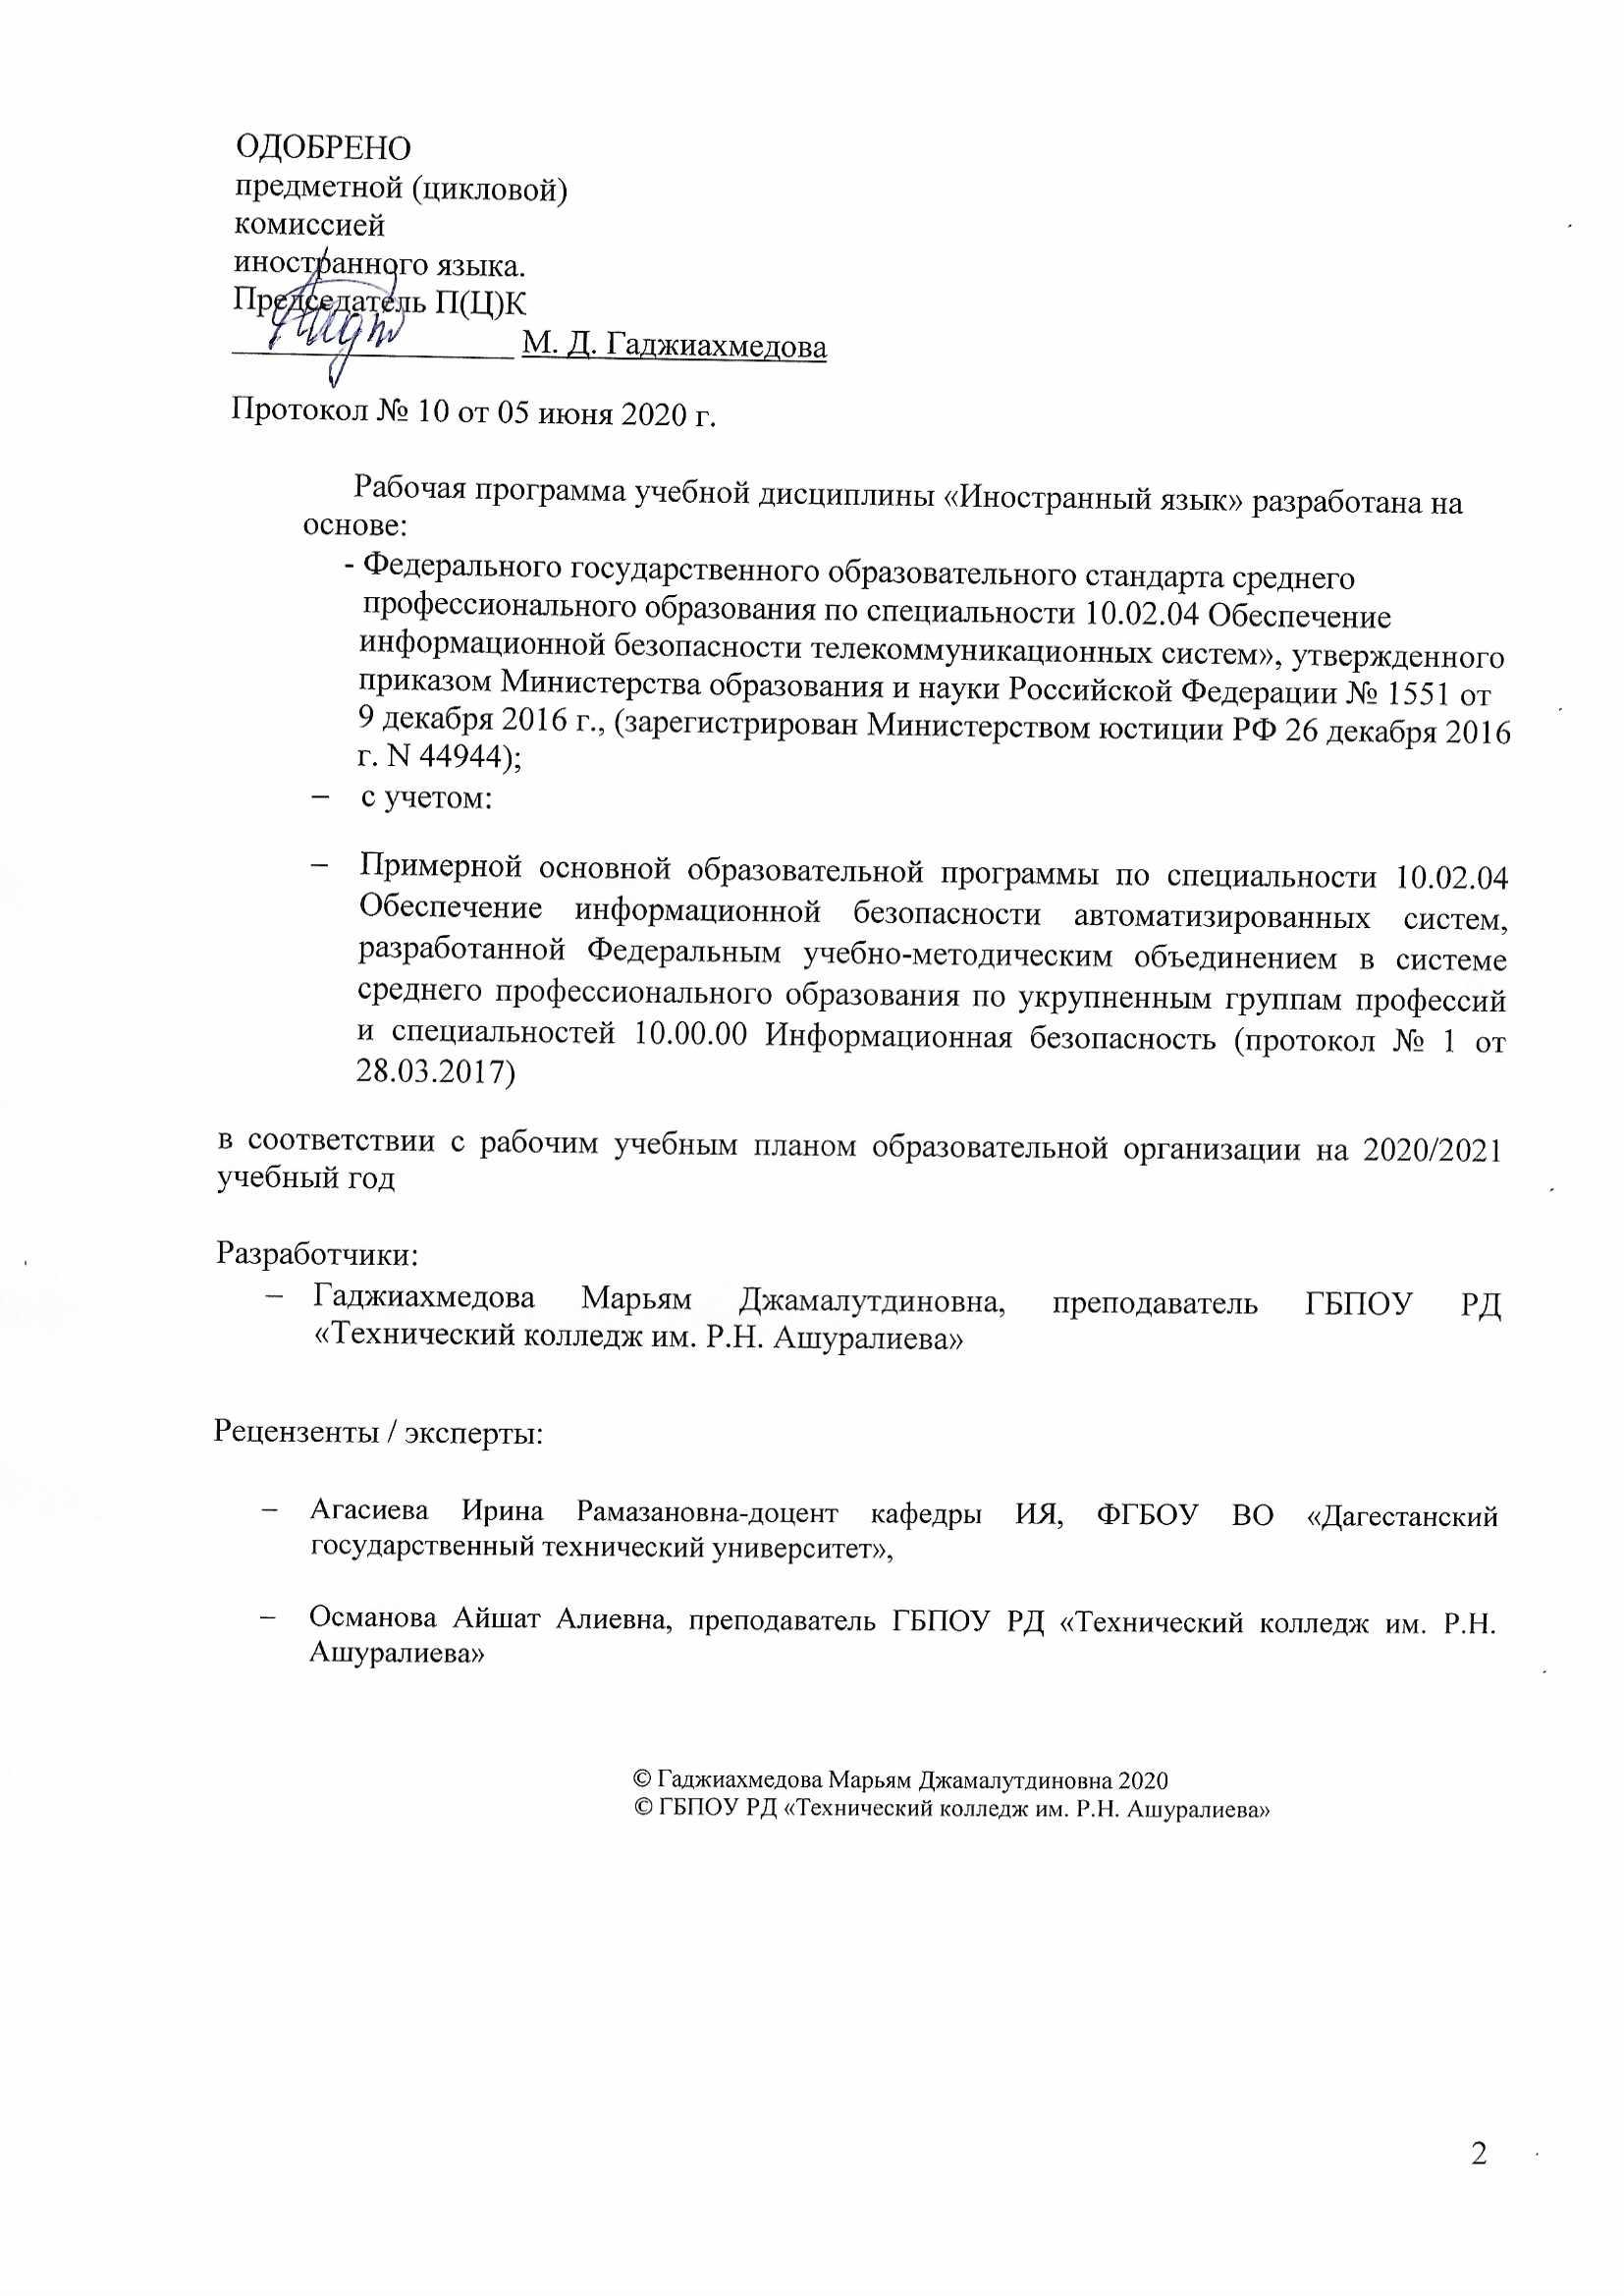 ОДОБРЕНО
предметной (цикловой)
комиссией
иностранного языка.
Председатель П(Ц)К
М. Д. Гаджиахмедова
Протокол № 10 от 05 июня 2020 г.
Рабочая программа учебной дисциплины «Иностранный язык» разработана на
основе:
- Федерального государственного образовательного стандарта среднего
профессионального образования по специальности 10.02.04 Обеспечение
информационной безопасности телекоммуникационных систем», утвержденного
приказом Министерства образования и науки Российской Федерации № 1551 от
9 декабря 2016 г., (зарегистрирован Министерством юстиции РФ 26 декабря 2016
г. N 44944);
– с учетом:
– Примерной основной образовательной программы по специальности 10.02.04
Обеспечение информационной безопасности автоматизированных систем,
разработанной Федеральным учебно-методическим объединением в системе
среднего профессионального образования по укрупненным группам профессий
и специальностей 10.00.00 Информационная безопасность (протокол № 1 от
28.03.2017)
в соответствии с рабочим учебным планом образовательной организации на 2020/2021
учебный год
Разработчики:
– Гаджиахмедова Марьям Джамалутдиновна, преподаватель ГБПОУ РД
«Технический колледж им. Р.Н. Ашуралиева»
Рецензенты / эксперты:
– Агасиева Ирина Рамазановна-доцент кафедры ИЯ, ФГБОУ ВО «Дагестанский
государственный технический университет»,
– Османова Айшат Алиевна, преподаватель ГБПОУ РД «Технический колледж им. Р.Н.
Ашуралиева»
© Гаджиахмедова Марьям Джамалутдиновна 2020
© ГБПОУ РД «Технический колледж им. Р.Н. Ашуралиева»
2